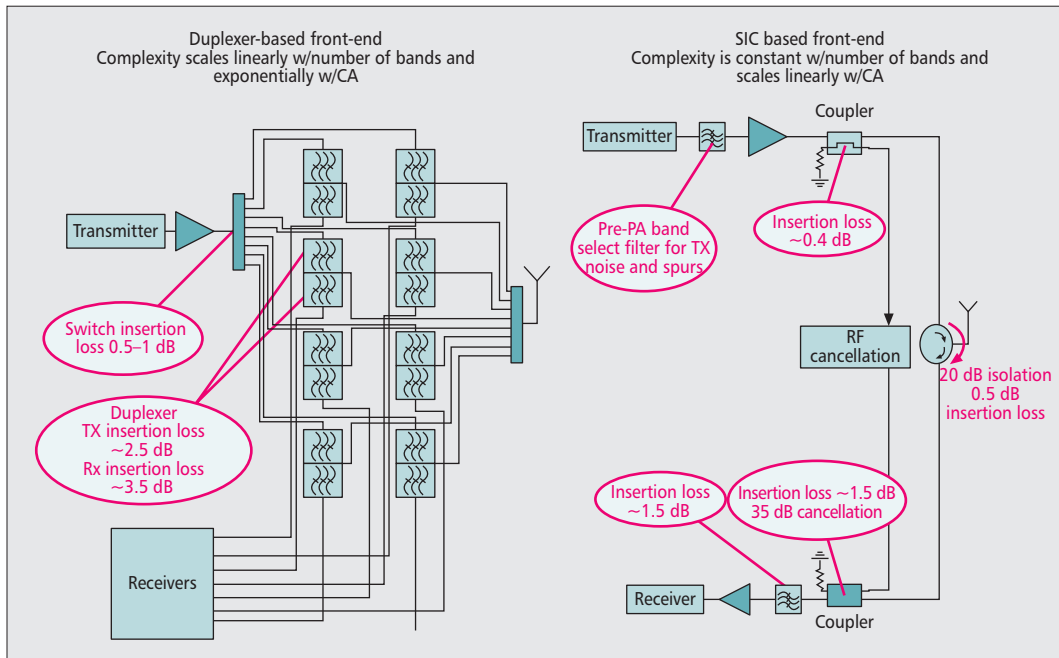 Duplexer-based front-end
Complexity scales linearly w/number of bands and
exponentially w/CA
Transmitter
Switch insertion
loss 0.5–1 dB
Duplexer
TX insertion loss
~2.5 dB
Rx insertion loss
~3.5 dB
Receivers
SIC based front-end
Complexity is constant w/number of bands and
scales linearly w/CA
Coupler
Transmitter
Pre-PA band
select filter for TX
noise and spurs
Insertion loss
~0.4 dB
RF
cancellation
20 dB isolation
0.5 dB
insertion loss
Insertion loss
~1.5 dB
Insertion loss ~1.5 dB
35 dB cancellation
Receiver
Coupler